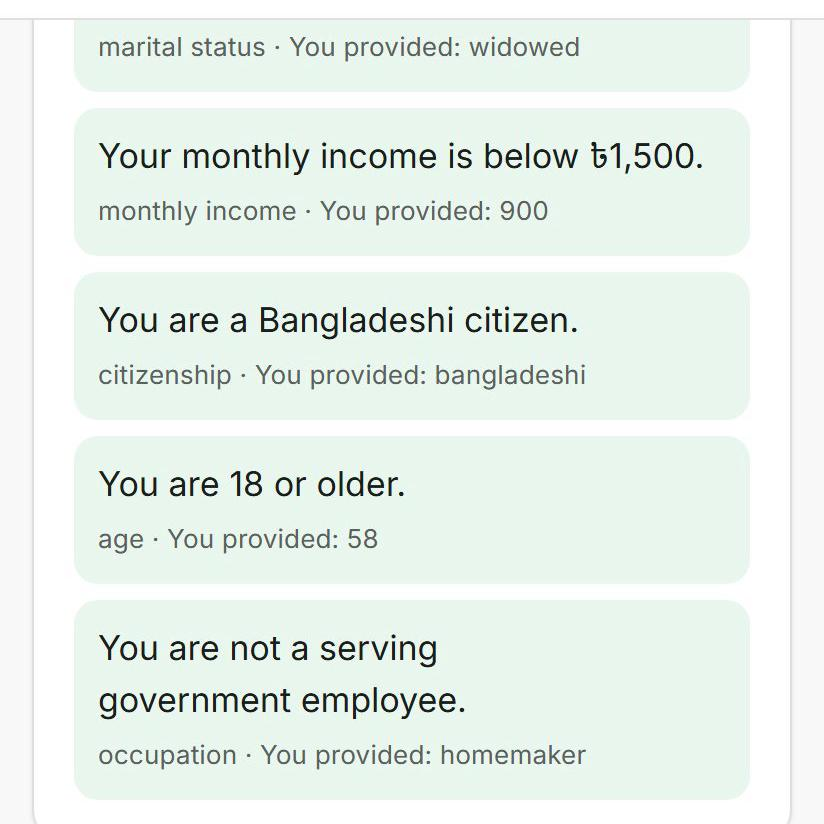 marital status · You provided: widowed
Your monthly income is below ৳1,500.
monthly income · You provided: 900
You are a Bangladeshi citizen.
citizenship · You provided: bangladeshi
You are 18 or older.
age · You provided: 58
You are not a serving
government employee.
occupation · You provided: homemaker